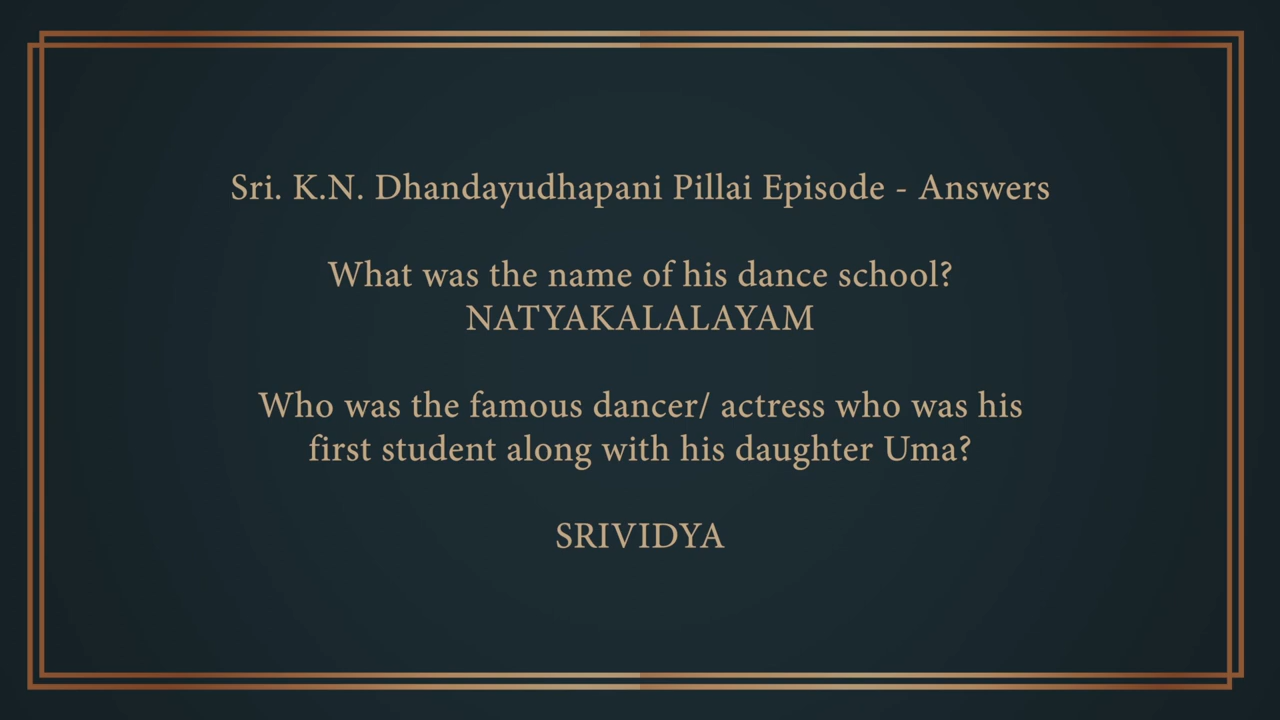 Sri. K.N. Dhandayudhapani Pillai Episode - Answers
What was the name of his dance school?
NATYAKALALAYAM
Who was the famous dancer/ actress who was his
first student along with his daughter Uma?
SRIVIDYA